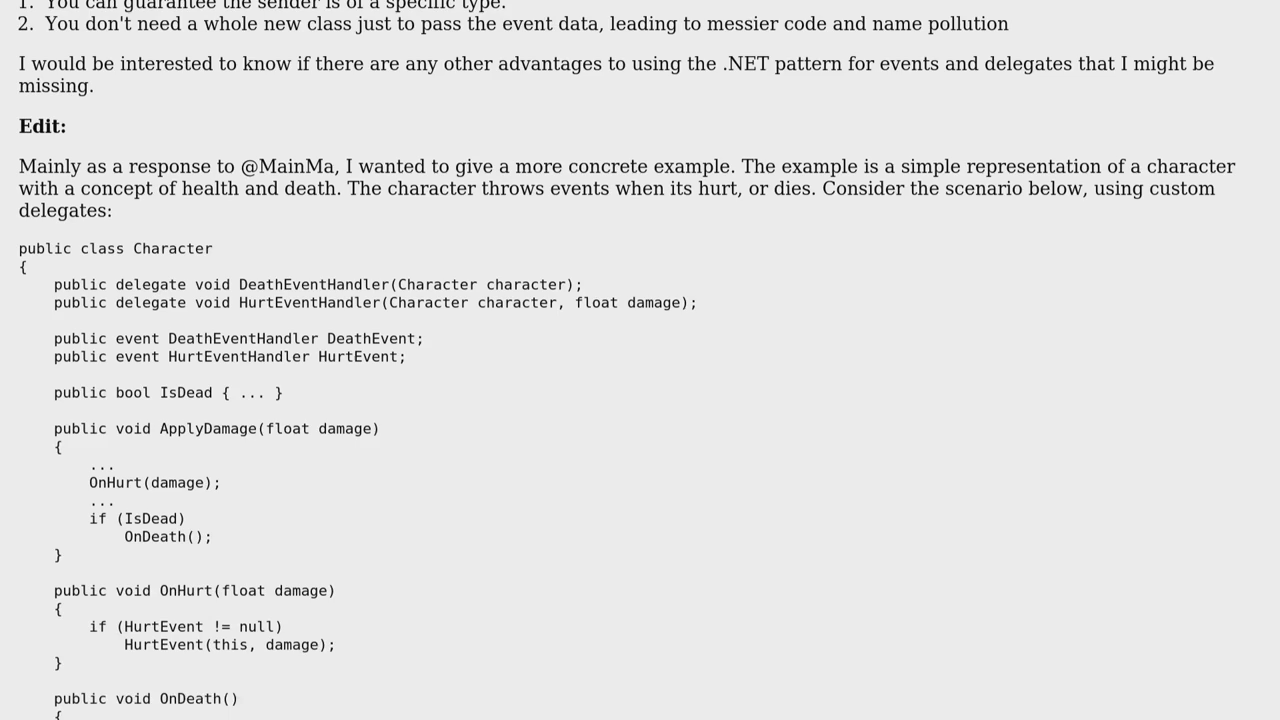 1. You can guarantee the sender is of a specific type.
2. You don't need a whole new class just to pass the event data, leading to messier code and name pollution
I would be interested to know if there are any other advantages to using the .NET pattern for events and delegates that I might be
missing.
Edit:
Mainly as a response to @MainMa, I wanted to give a more concrete example. The example is a simple representation of a character
with a concept of health and death. The character throws events when its hurt, or dies. Consider the scenario below, using custom
delegates:
public class Character
{
    public delegate void DeathEventHandler(Character character);
    public delegate void HurtEventHandler(Character character, float damage);
    public event DeathEventHandler DeathEvent;
    public event HurtEventHandler HurtEvent;
    public bool IsDead { ... }
    public void ApplyDamage(float damage)
    {
        ...
        OnHurt(damage);
        ...
        if (IsDead)
            OnDeath();
    }
    public void OnHurt(float damage)
    {
        if (HurtEvent != null)
            HurtEvent(this, damage);
    }
    public void OnDeath()
    {